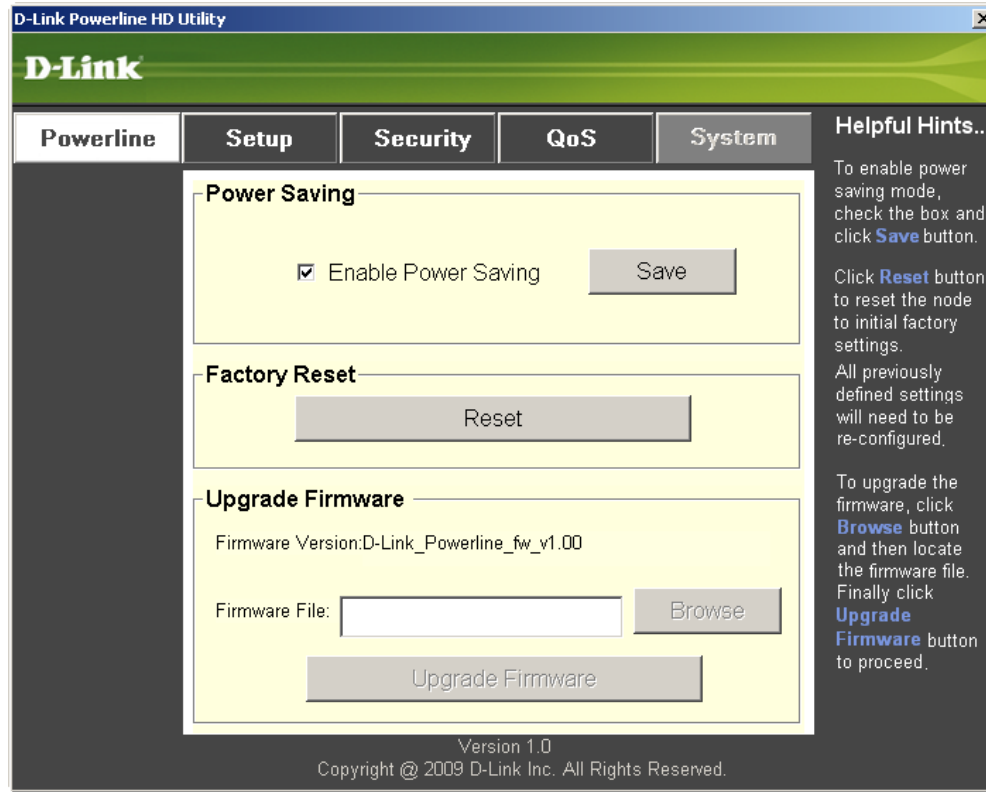 D-Link Powerline HD Utility
D-Link
Powerline
Setup
Security
QoS
System
Power Saving
Enable Power Saving
Save
Factory Reset
Reset
Upgrade Firmware
Firmware Version:D-Link_Powerline_fw_v1.00
Firmware File:
Browse
Upgrade Firmware
Helpful Hints..
To enable power
saving mode,
check the box and
click Save button.
Click Reset button
to reset the node
to initial factory
settings.
All previously
defined settings
will need to be
re-configured.
To upgrade the
firmware, click
Browse button
and then locate
the firmware file.
Finally click
Upgrade
Firmware button
to proceed.
Version 1.0
Copyright @ 2009 D-Link Inc. All Rights Reserved.